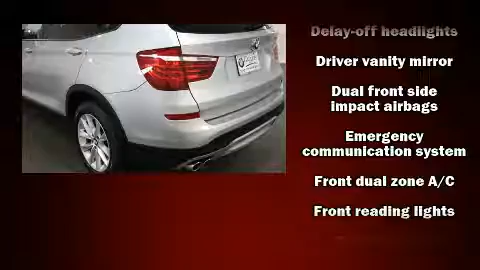 Delay-off headlights
Driver vanity mirror
Dual front side
impact airbags
Emergency
communication system
Front dual zone A/C
Front reading lights